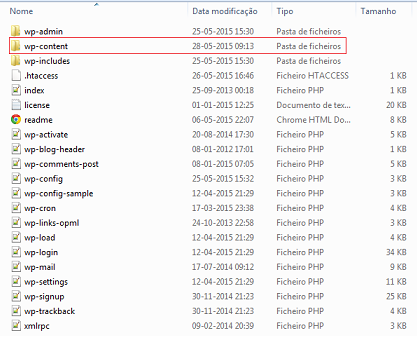 Nome Data modificação Tipo Tamanho
wp-admin 25-05-2015 15:30 Pasta de ficheiros
wp-content 28-05-2015 09:13 Pasta de ficheiros
wp-includes 25-05-2015 15:30 Pasta de ficheiros
.htaccess 26-05-2015 16:46 Ficheiro HTACCESS 1 KB
index 25-09-2013 00:18 Ficheiro PHP 1 KB
license 01-01-2015 12:25 Documento de tex... 20 KB
readme 06-05-2015 22:07 Chrome HTML Do... 8 KB
wp-activate 20-08-2014 17:30 Ficheiro PHP 5 KB
wp-blog-header 08-01-2012 17:01 Ficheiro PHP 1 KB
wp-comments-post 08-01-2015 07:05 Ficheiro PHP 5 KB
wp-config 25-05-2015 15:32 Ficheiro PHP 3 KB
wp-config-sample 12-04-2015 21:29 Ficheiro PHP 3 KB
wp-cron 17-03-2015 23:38 Ficheiro PHP 4 KB
wp-links-opml 24-10-2013 22:58 Ficheiro PHP 3 KB
wp-load 12-04-2015 21:29 Ficheiro PHP 4 KB
wp-login 12-04-2015 21:29 Ficheiro PHP 34 KB
wp-mail 17-07-2014 09:12 Ficheiro PHP 9 KB
wp-settings 12-04-2015 21:29 Ficheiro PHP 11 KB
wp-signup 30-11-2014 21:23 Ficheiro PHP 25 KB
wp-trackback 30-11-2014 21:23 Ficheiro PHP 4 KB
xmlrpc 09-02-2014 20:39 Ficheiro PHP 3 KB